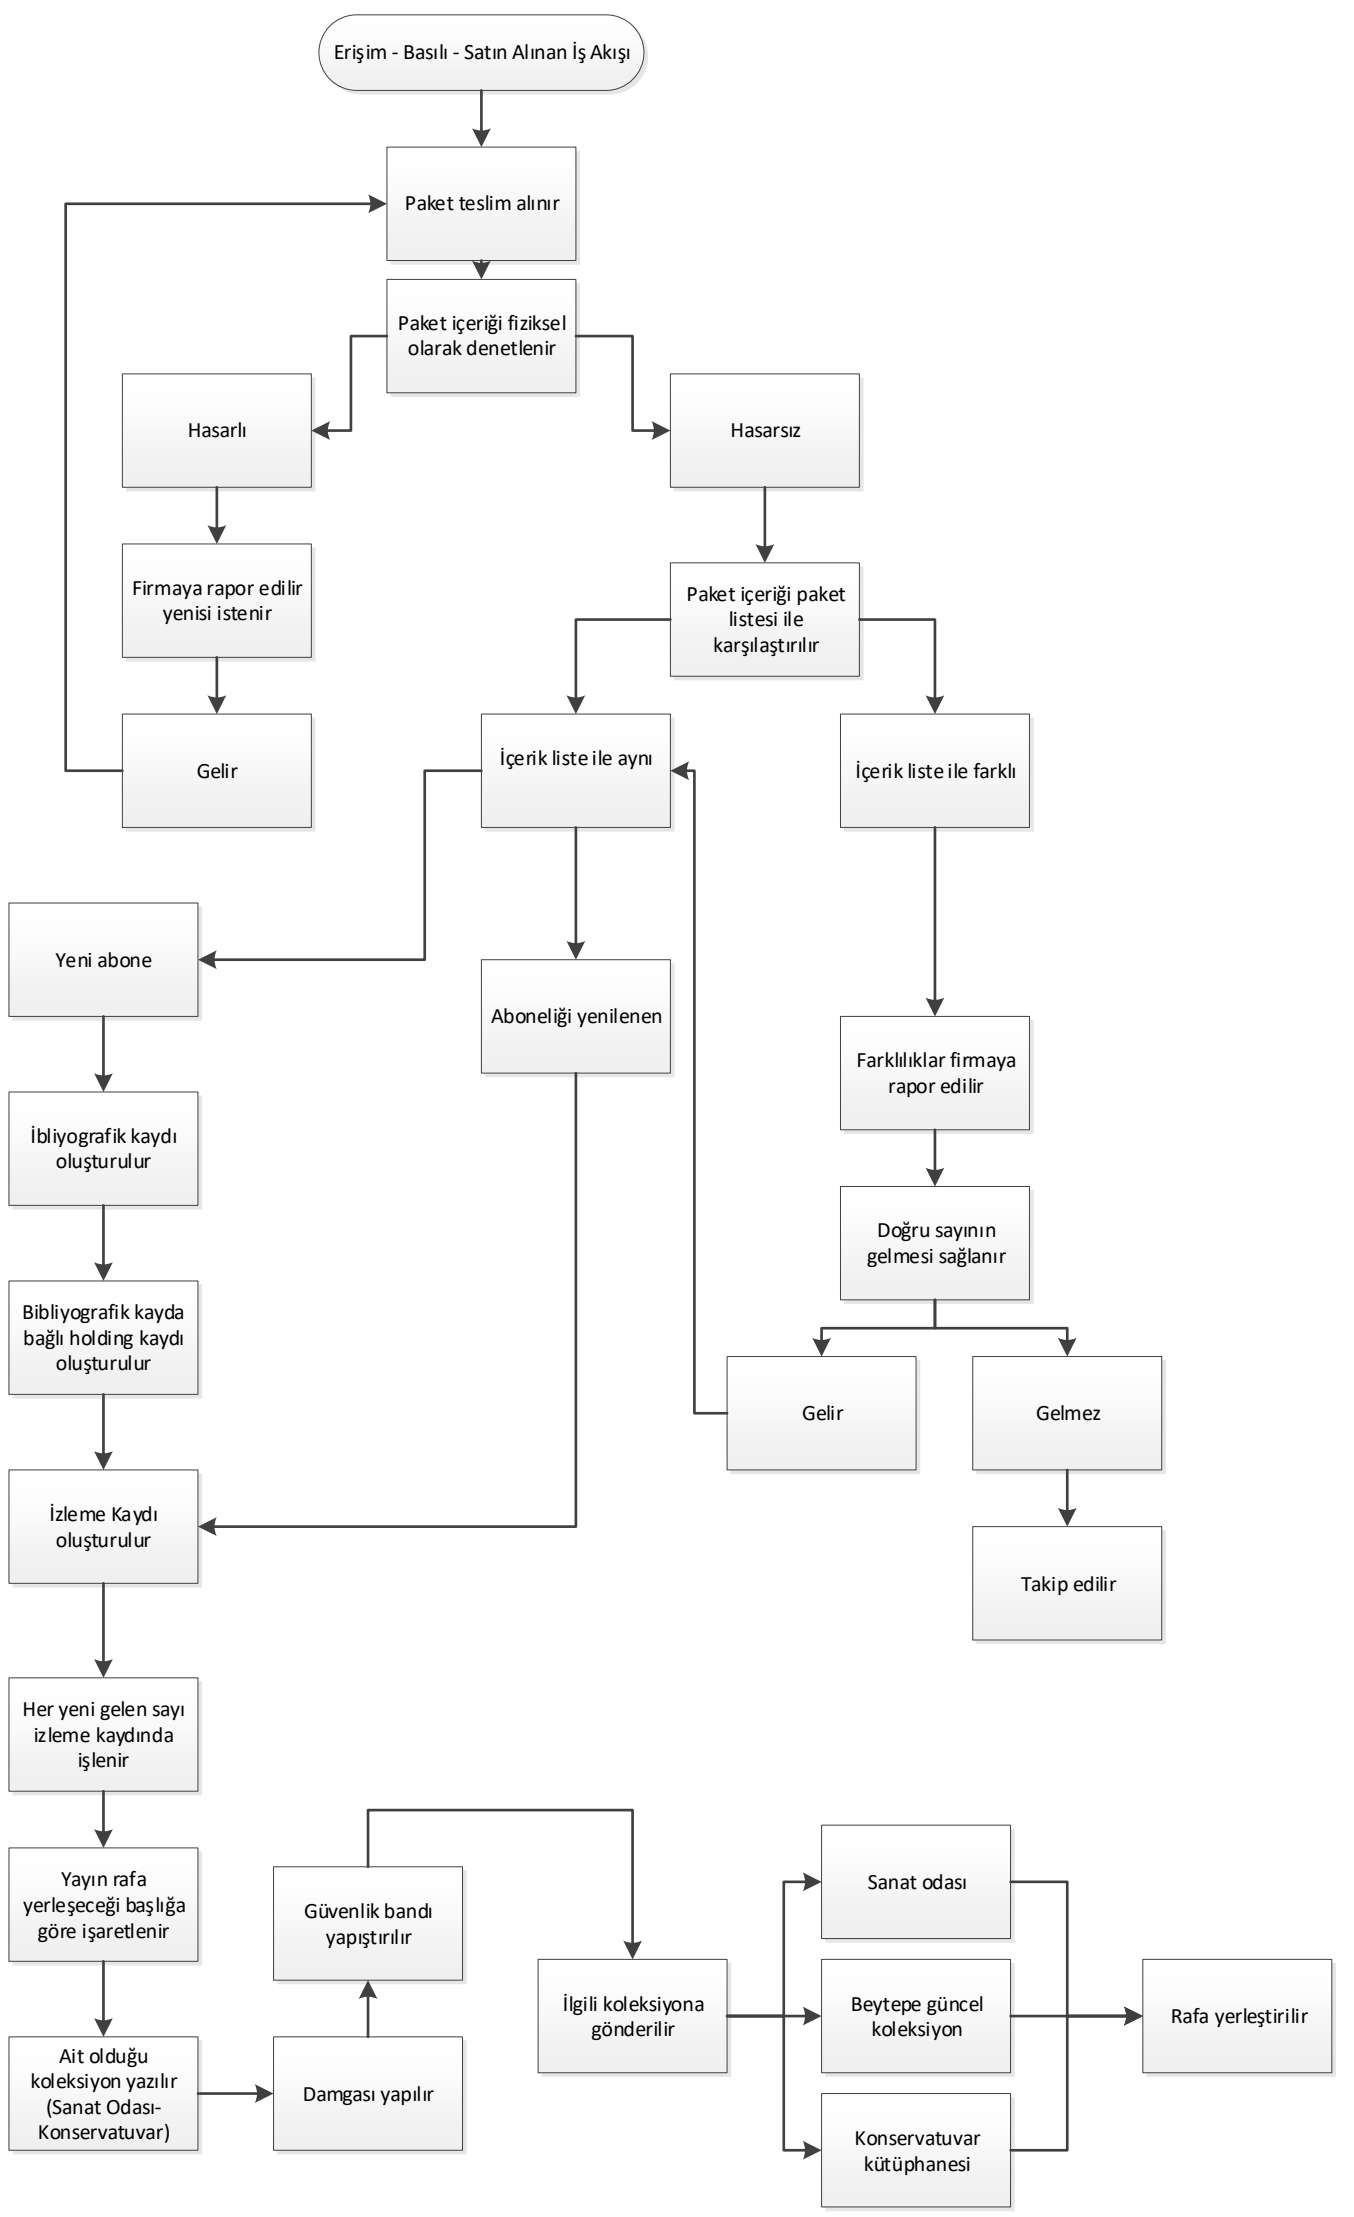 Erişim - Basılı - Satın Alınan İş Akışı
Paket teslim alınır
Paket içeriği fiziksel
olarak denetlenir
Hasarlı
Hasarsız
Firmaya rapor edilir
yenisi istenir
Paket içeriği paket
listesi ile
karşılaştırılır
Gelir
İçerik liste ile aynı
İçerik liste ile farklı
Yeni abone
Aboneliği yenilenen
Farklılıklar firmaya
rapor edilir
İbliyografik kaydı
oluşturulur
Doğru sayının
gelmesi sağlanır
Bibliyografik kayda
bağlı holding kaydı
oluşturulur
Gelir
Gelmez
İzleme Kaydı
oluşturulur
Takip edilir
Her yeni gelen sayı
izleme kaydında
işlenir
Yayın rafa
yerleşeceği başlığa
göre işaretlenir
Güvenlik bandı
yapıştırılır
Sanat odası
İlgili koleksiyona
gönderilir
Beytepe güncel
koleksiyon
Rafa yerleştirilir
Ait olduğu
koleksiyon yazılır
(Sanat Odası-
Konservatuvar)
Damgası yapılır
Konservatuvar
kütüphanesi